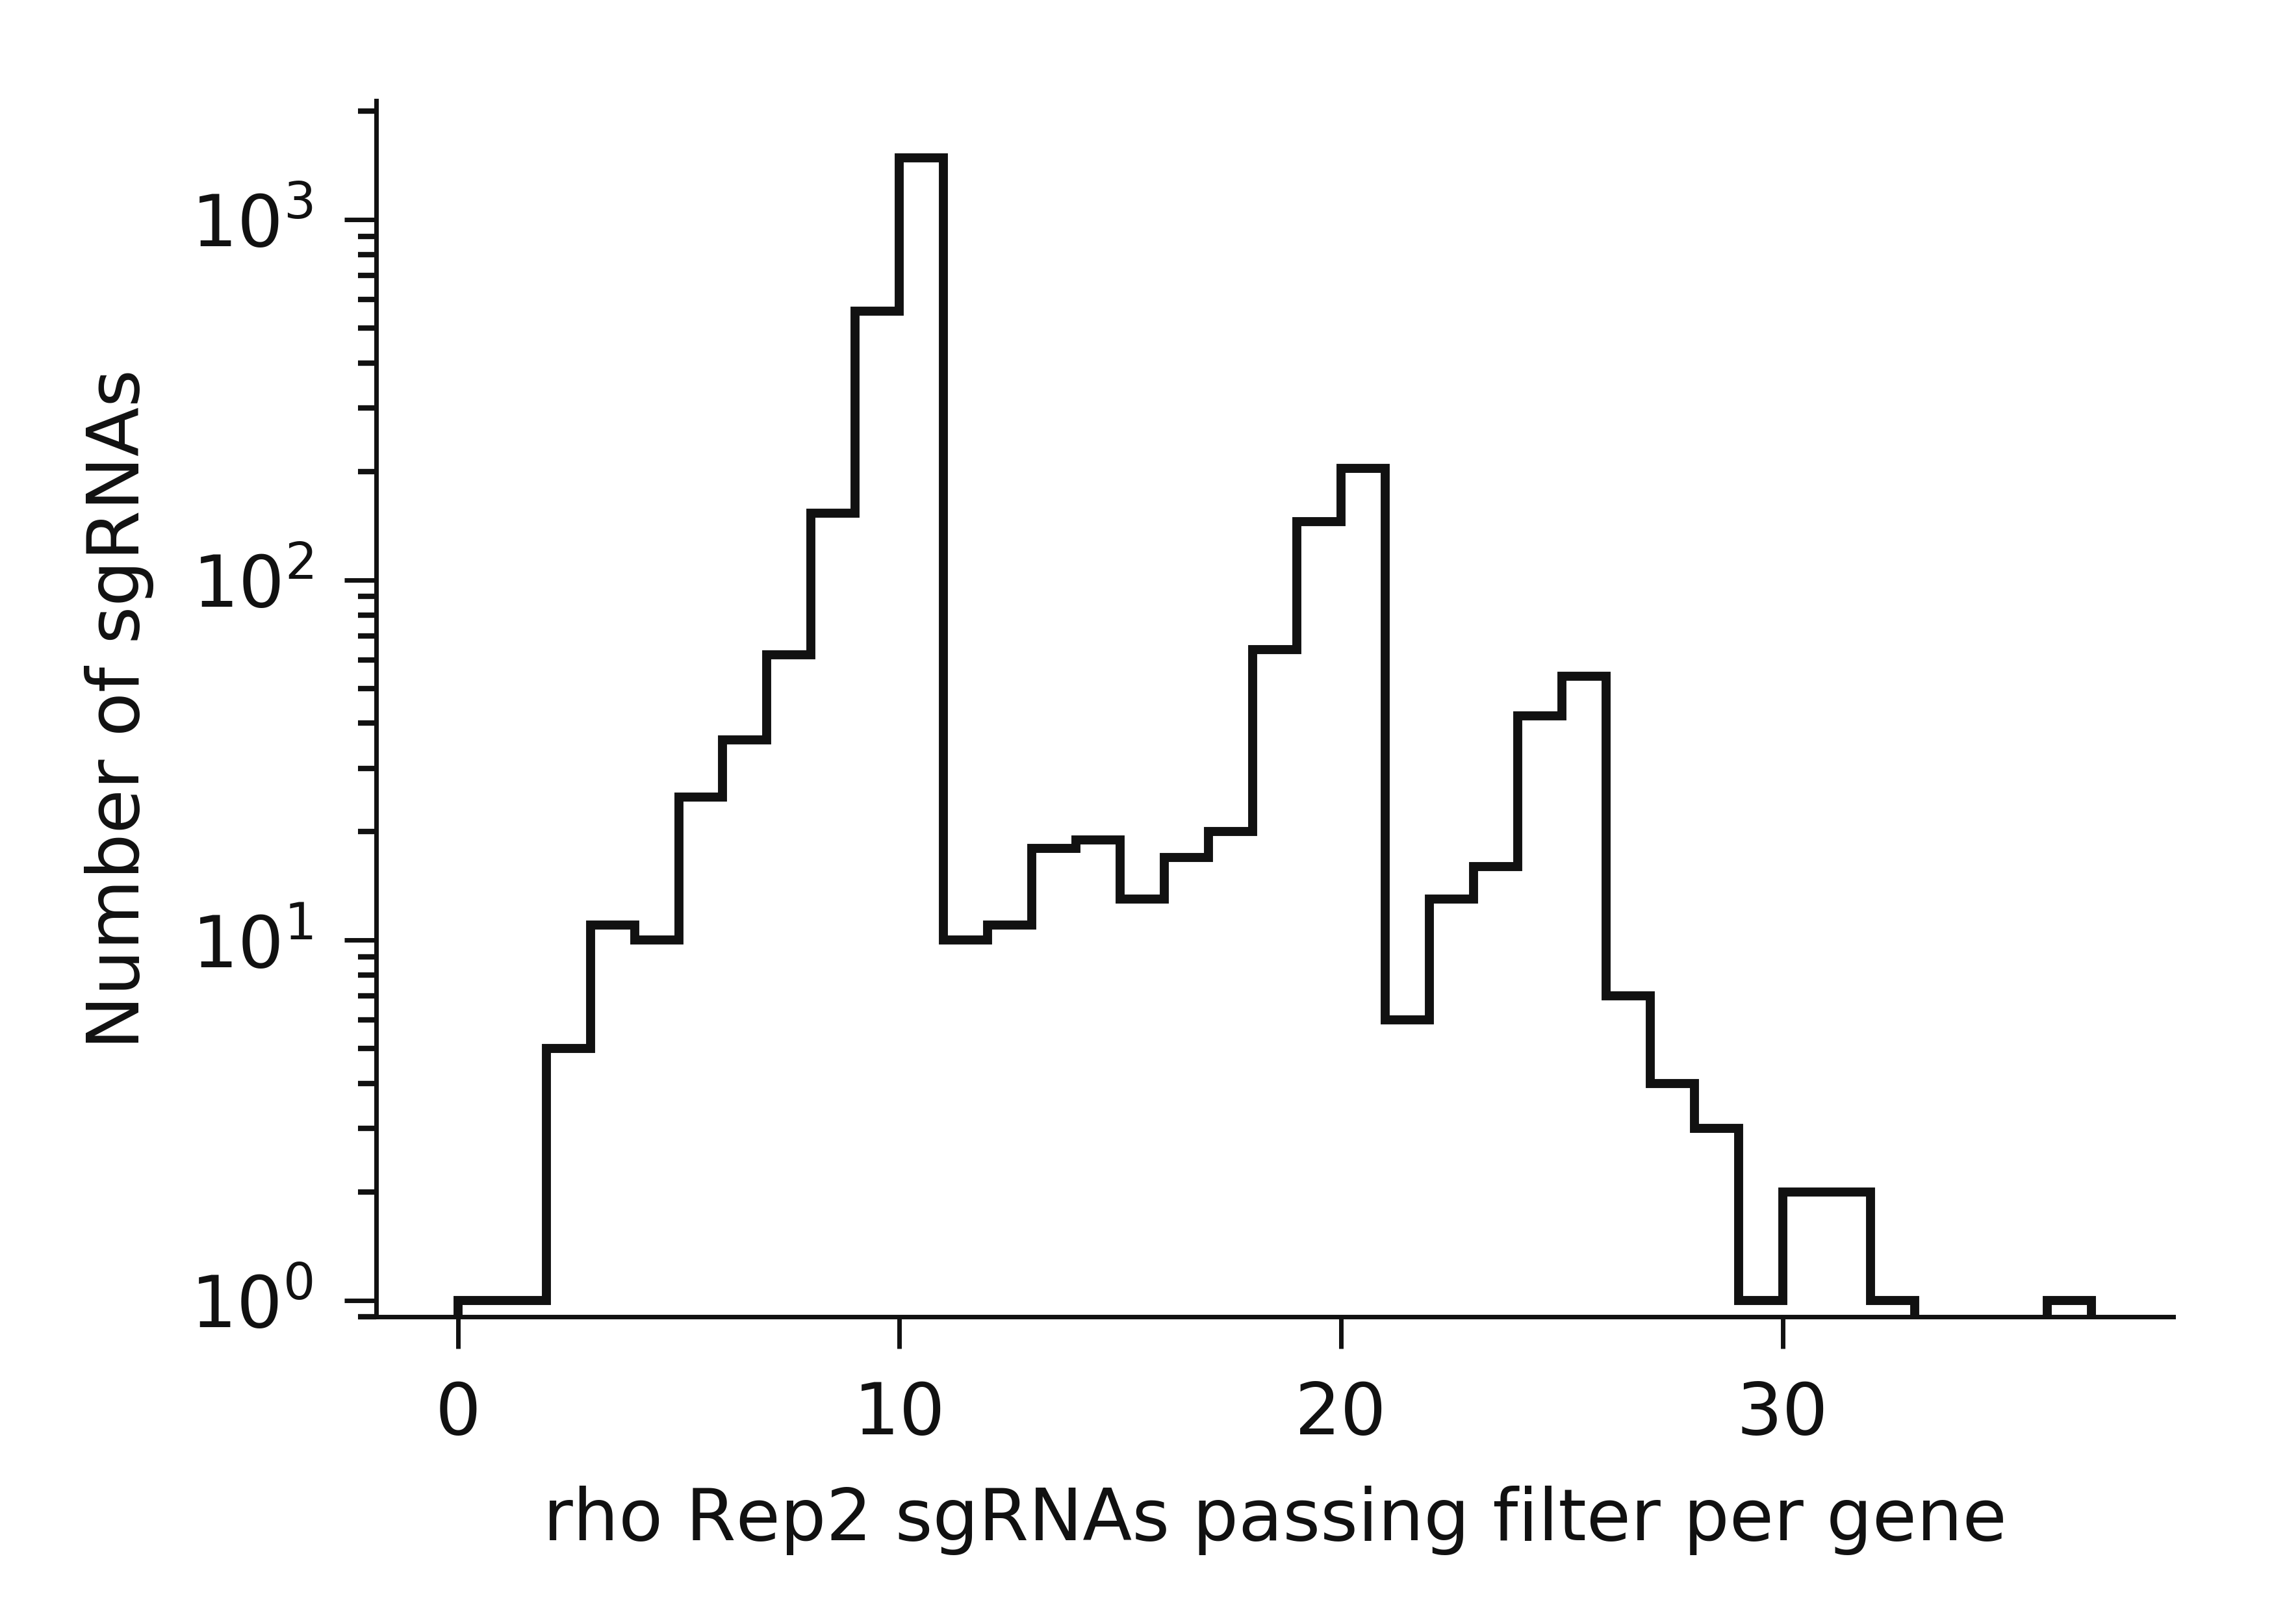 Number of sgRNAs
10³
10²
10¹
10⁰
0 10 20 30
rho Rep2 sgRNAs passing filter per gene